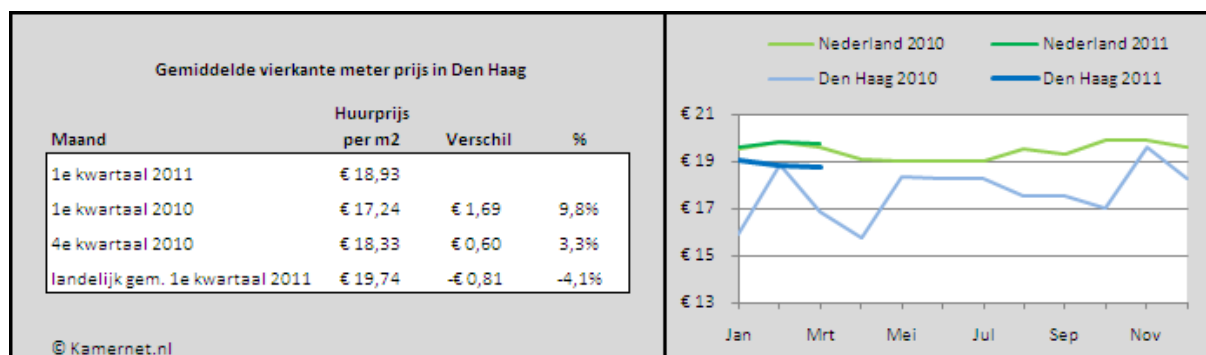 Gemiddelde vierkante meter prijs in Den Haag
Huurprijs
Maand per m2 Verschil %
1e kwartaal 2011 € 18,93
1e kwartaal 2010 € 17,24 € 1,69 9,8%
4e kwartaal 2010 € 18,33 € 0,60 3,3%
landelijk gem. 1e kwartaal 2011 € 19,74 -€ 0,81 -4,1%
© Kamernet.nl
Nederland 2010 Nederland 2011
Den Haag 2010 Den Haag 2011
€ 21
€ 19
€ 17
€ 15
€ 13
Jan Mrt Mei Jul Sep Nov